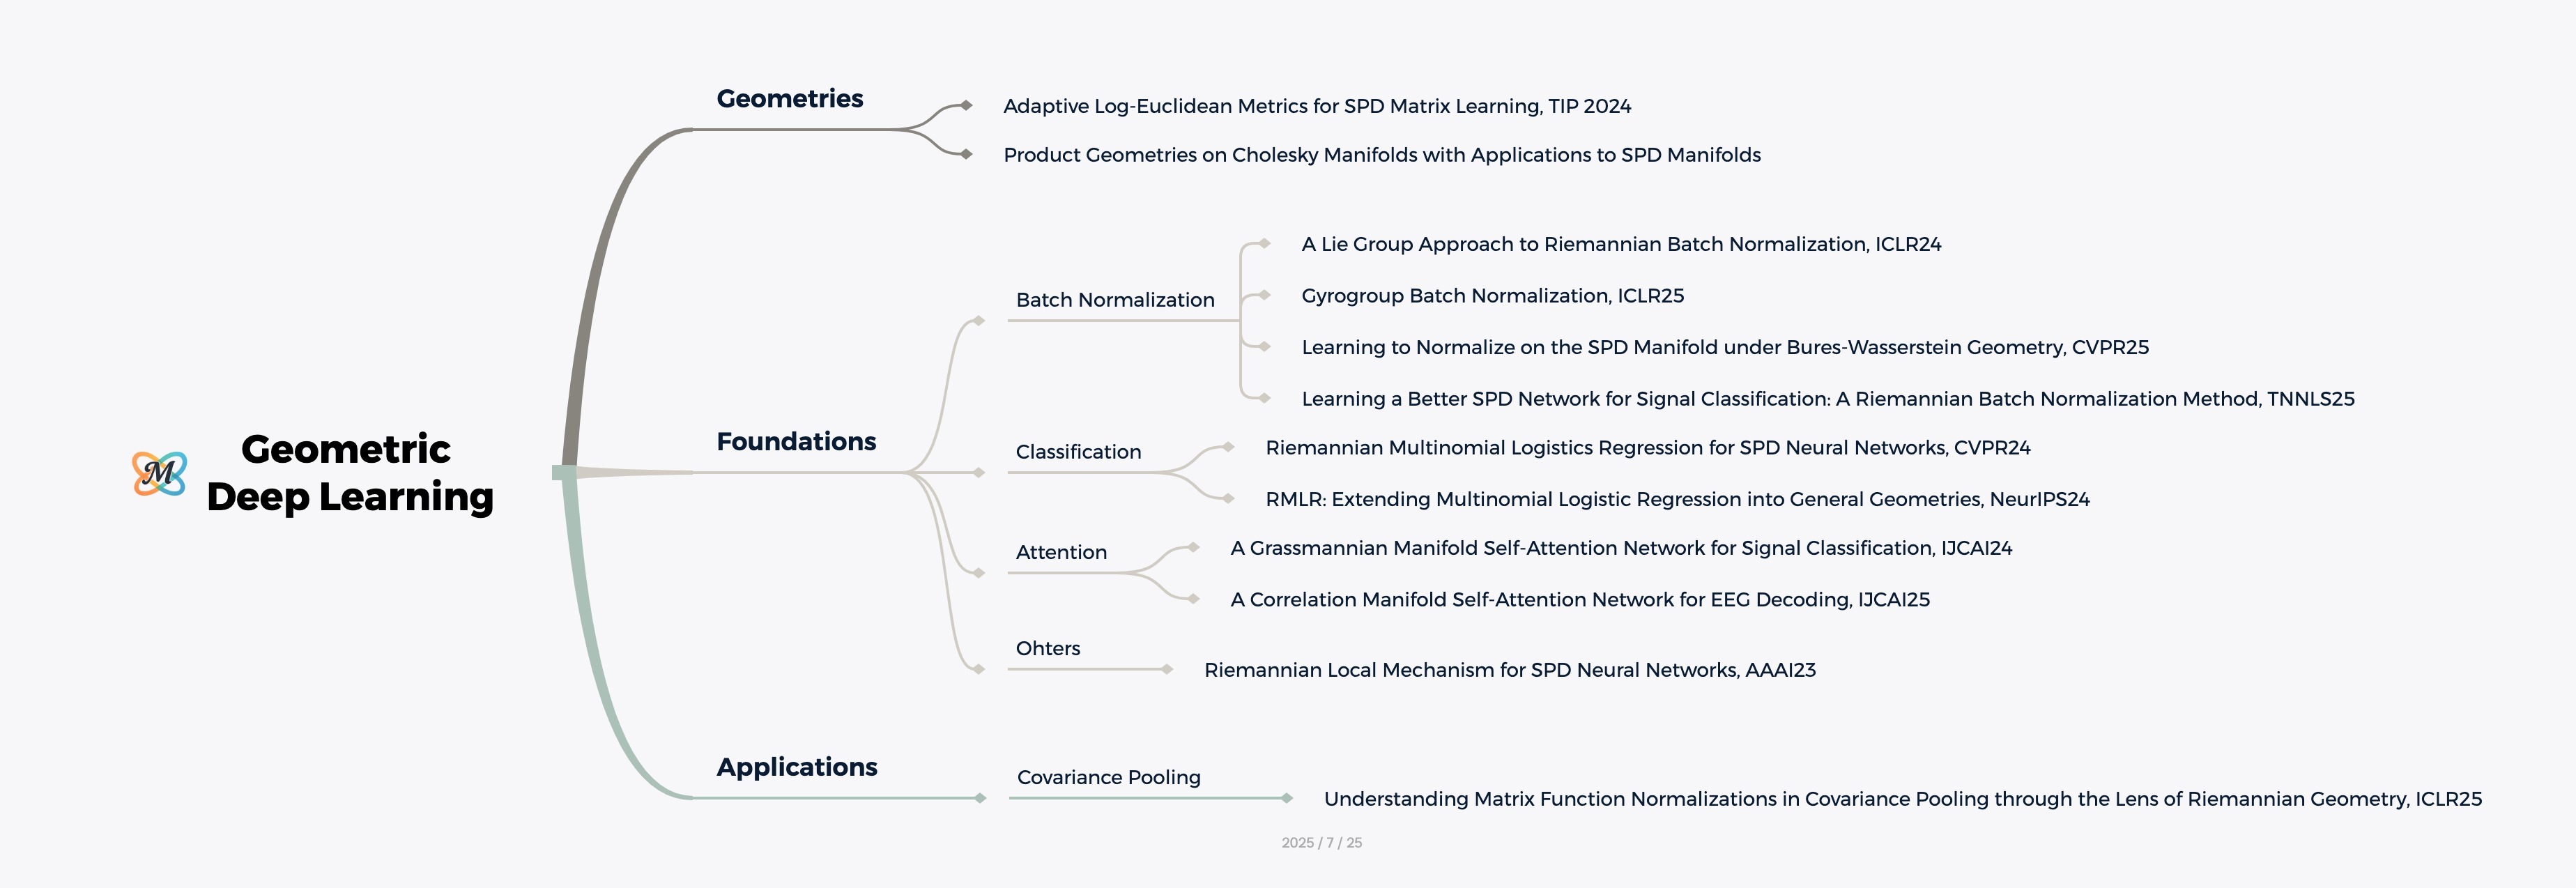 Geometries
Adaptive Log-Euclidean Metrics for SPD Matrix Learning, TIP 2024
Product Geometries on Cholesky Manifolds with Applications to SPD Manifolds
A Lie Group Approach to Riemannian Batch Normalization, ICLR24
Batch Normalization
Gyrogroup Batch Normalization, ICLR25
Learning to Normalize on the SPD Manifold under Bures-Wasserstein Geometry, CVPR25
Learning a Better SPD Network for Signal Classification: A Riemannian Batch Normalization Method, TNNLS25
M
Geometric
Deep Learning
Foundations
Classification
Riemannian Multinomial Logistics Regression for SPD Neural Networks, CVPR24
RMLR: Extending Multinomial Logistic Regression into General Geometries, NeurIPS24
Attention
A Grassmannian Manifold Self-Attention Network for Signal Classification, IJCAI24
A Correlation Manifold Self-Attention Network for EEG Decoding, IJCAI25
Ohters
Riemannian Local Mechanism for SPD Neural Networks, AAAI23
Applications
Covariance Pooling
Understanding Matrix Function Normalizations in Covariance Pooling through the Lens of Riemannian Geometry, ICLR25
2025 / 7 / 25